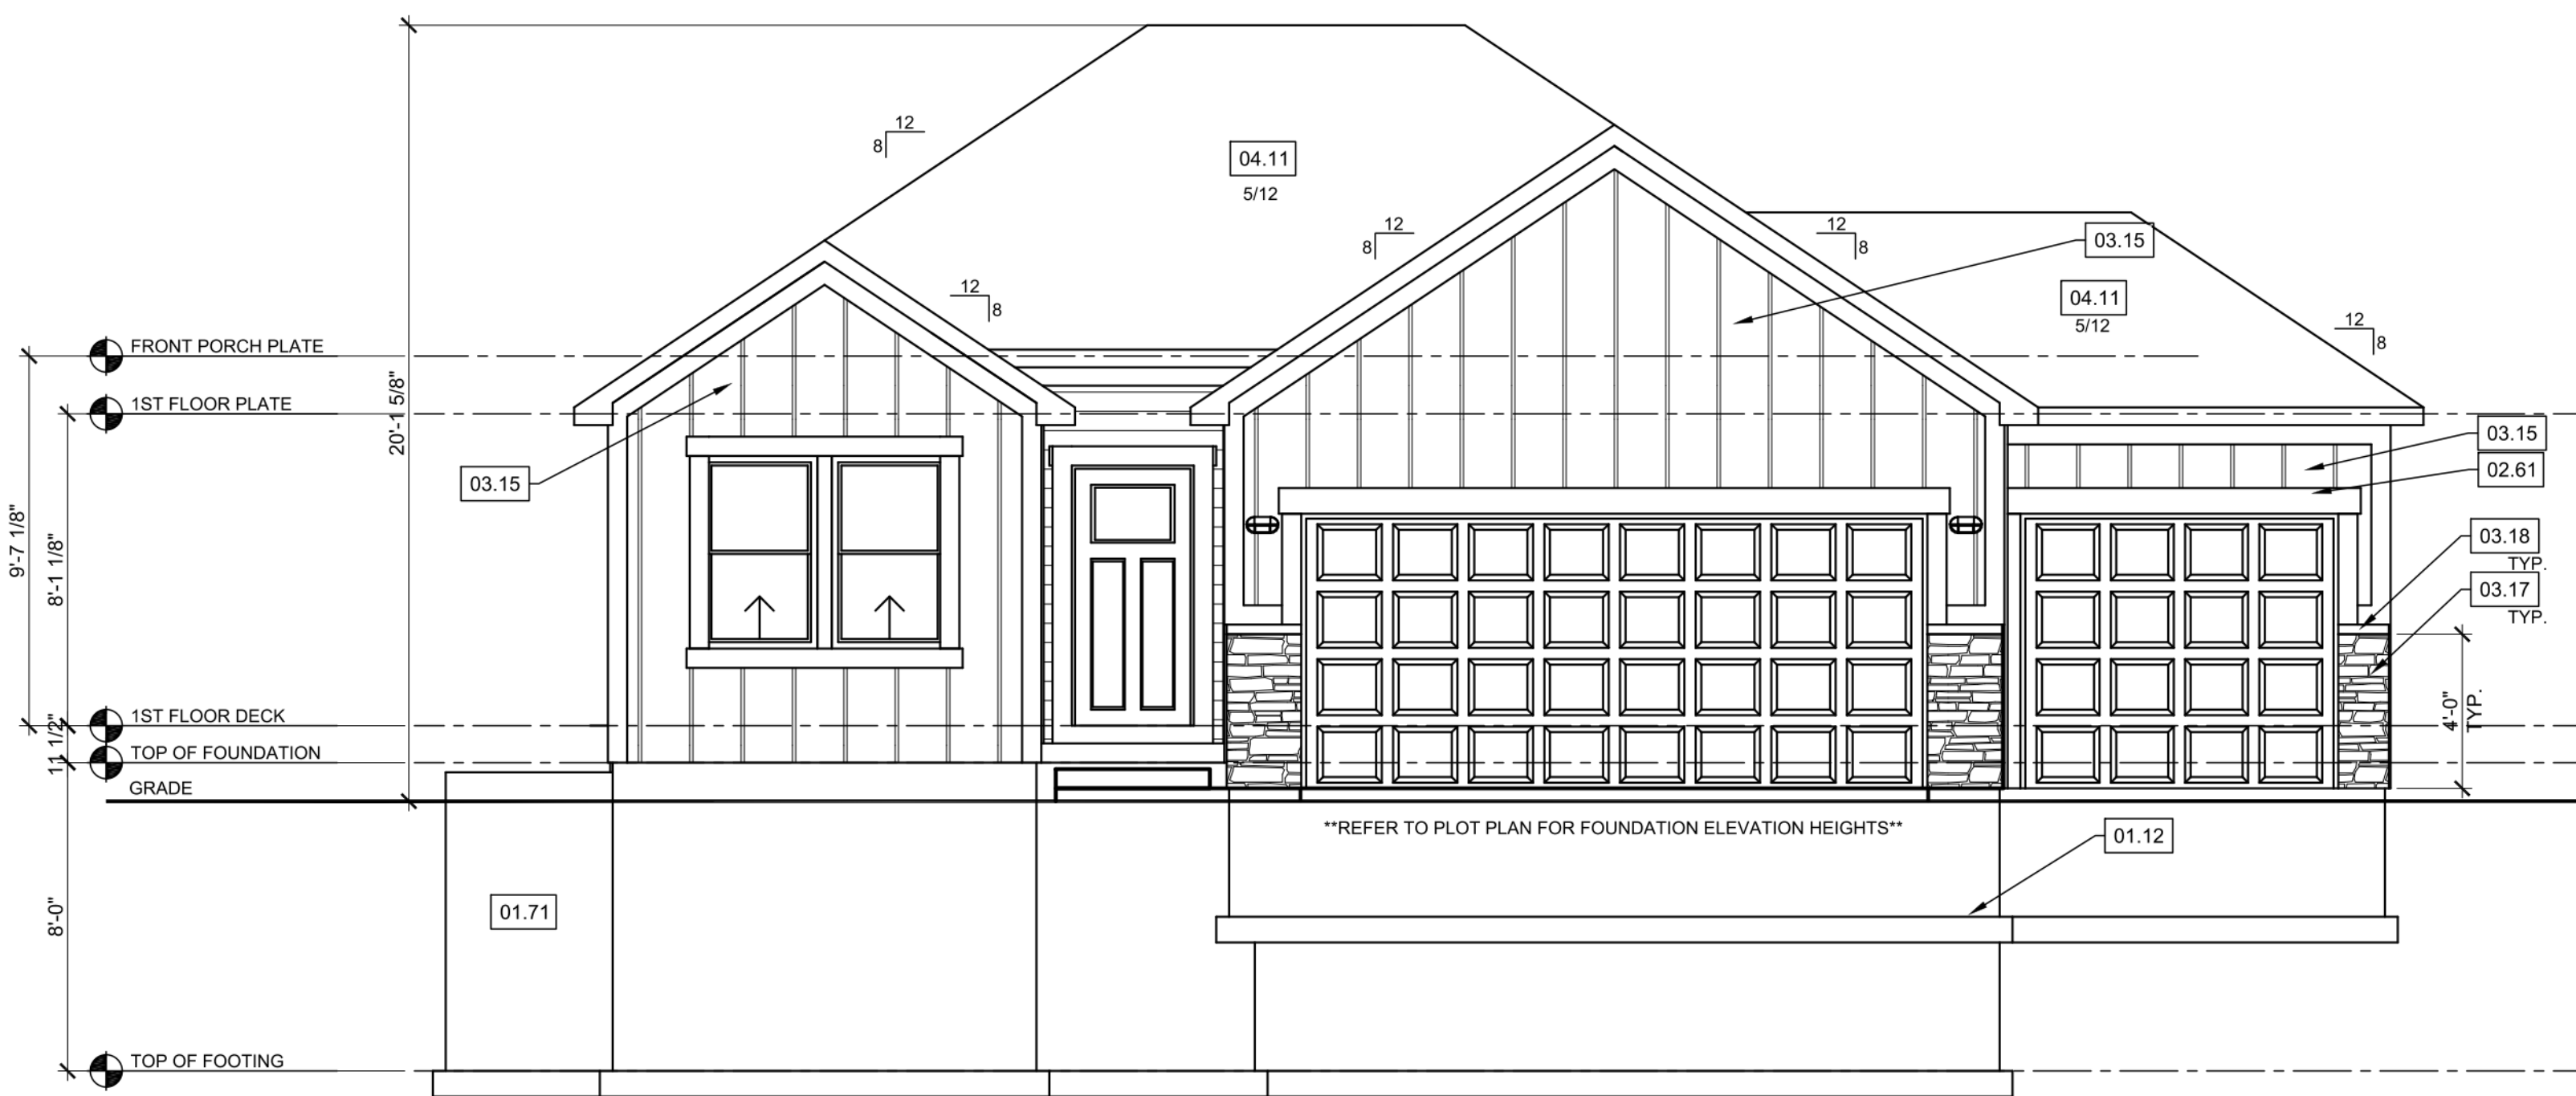 12
8
04.11
5/12
12
8
12
8
03.15
12
8
04.11
5/12
12
8
FRONT PORCH PLATE
1ST FLOOR PLATE
20'-1 5/8"
03.15
03.15
02.61
9'-7 1/8"
8'-1 1/8"
03.18
TYP.
03.17
TYP.
4'-0"
TYP.
1ST FLOOR DECK
11 1/2"
TOP OF FOUNDATION
GRADE
**REFER TO PLOT PLAN FOR FOUNDATION ELEVATION HEIGHTS**
01.12
01.71
8'-0"
TOP OF FOOTING